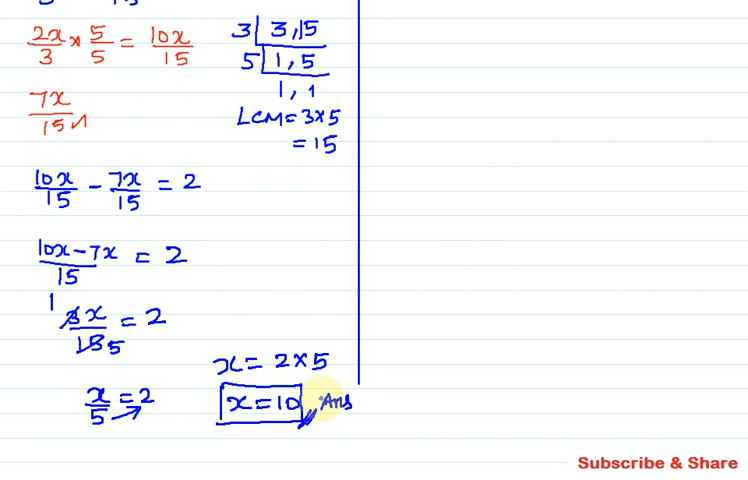 2x/3 × 5/5 = 10x/15
7x/15
3 | 3, 15
5 | 1, 5
1, 1
LCM = 3×5
= 15
10x/15 − 7x/15 = 2
10x−7x/15 = 2
1
3x/15 5 = 2
x/5 = 2
x = 2×5
x = 10 Ans
Subscribe & Share